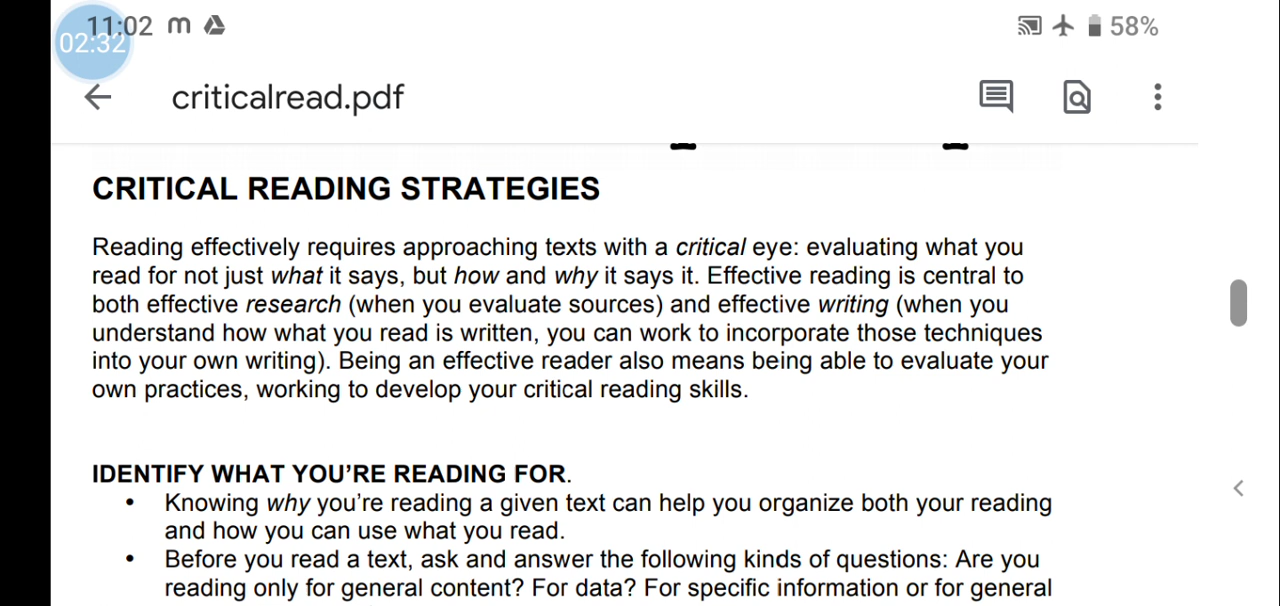 11:02 m 58%
02:32
criticalread.pdf
CRITICAL READING STRATEGIES
Reading effectively requires approaching texts with a critical eye: evaluating what you
read for not just what it says, but how and why it says it. Effective reading is central to
both effective research (when you evaluate sources) and effective writing (when you
understand how what you read is written, you can work to incorporate those techniques
into your own writing). Being an effective reader also means being able to evaluate your
own practices, working to develop your critical reading skills.
IDENTIFY WHAT YOU'RE READING FOR.
• Knowing why you're reading a given text can help you organize both your reading
and how you can use what you read.
• Before you read a text, ask and answer the following kinds of questions: Are you
reading only for general content? For data? For specific information or for general